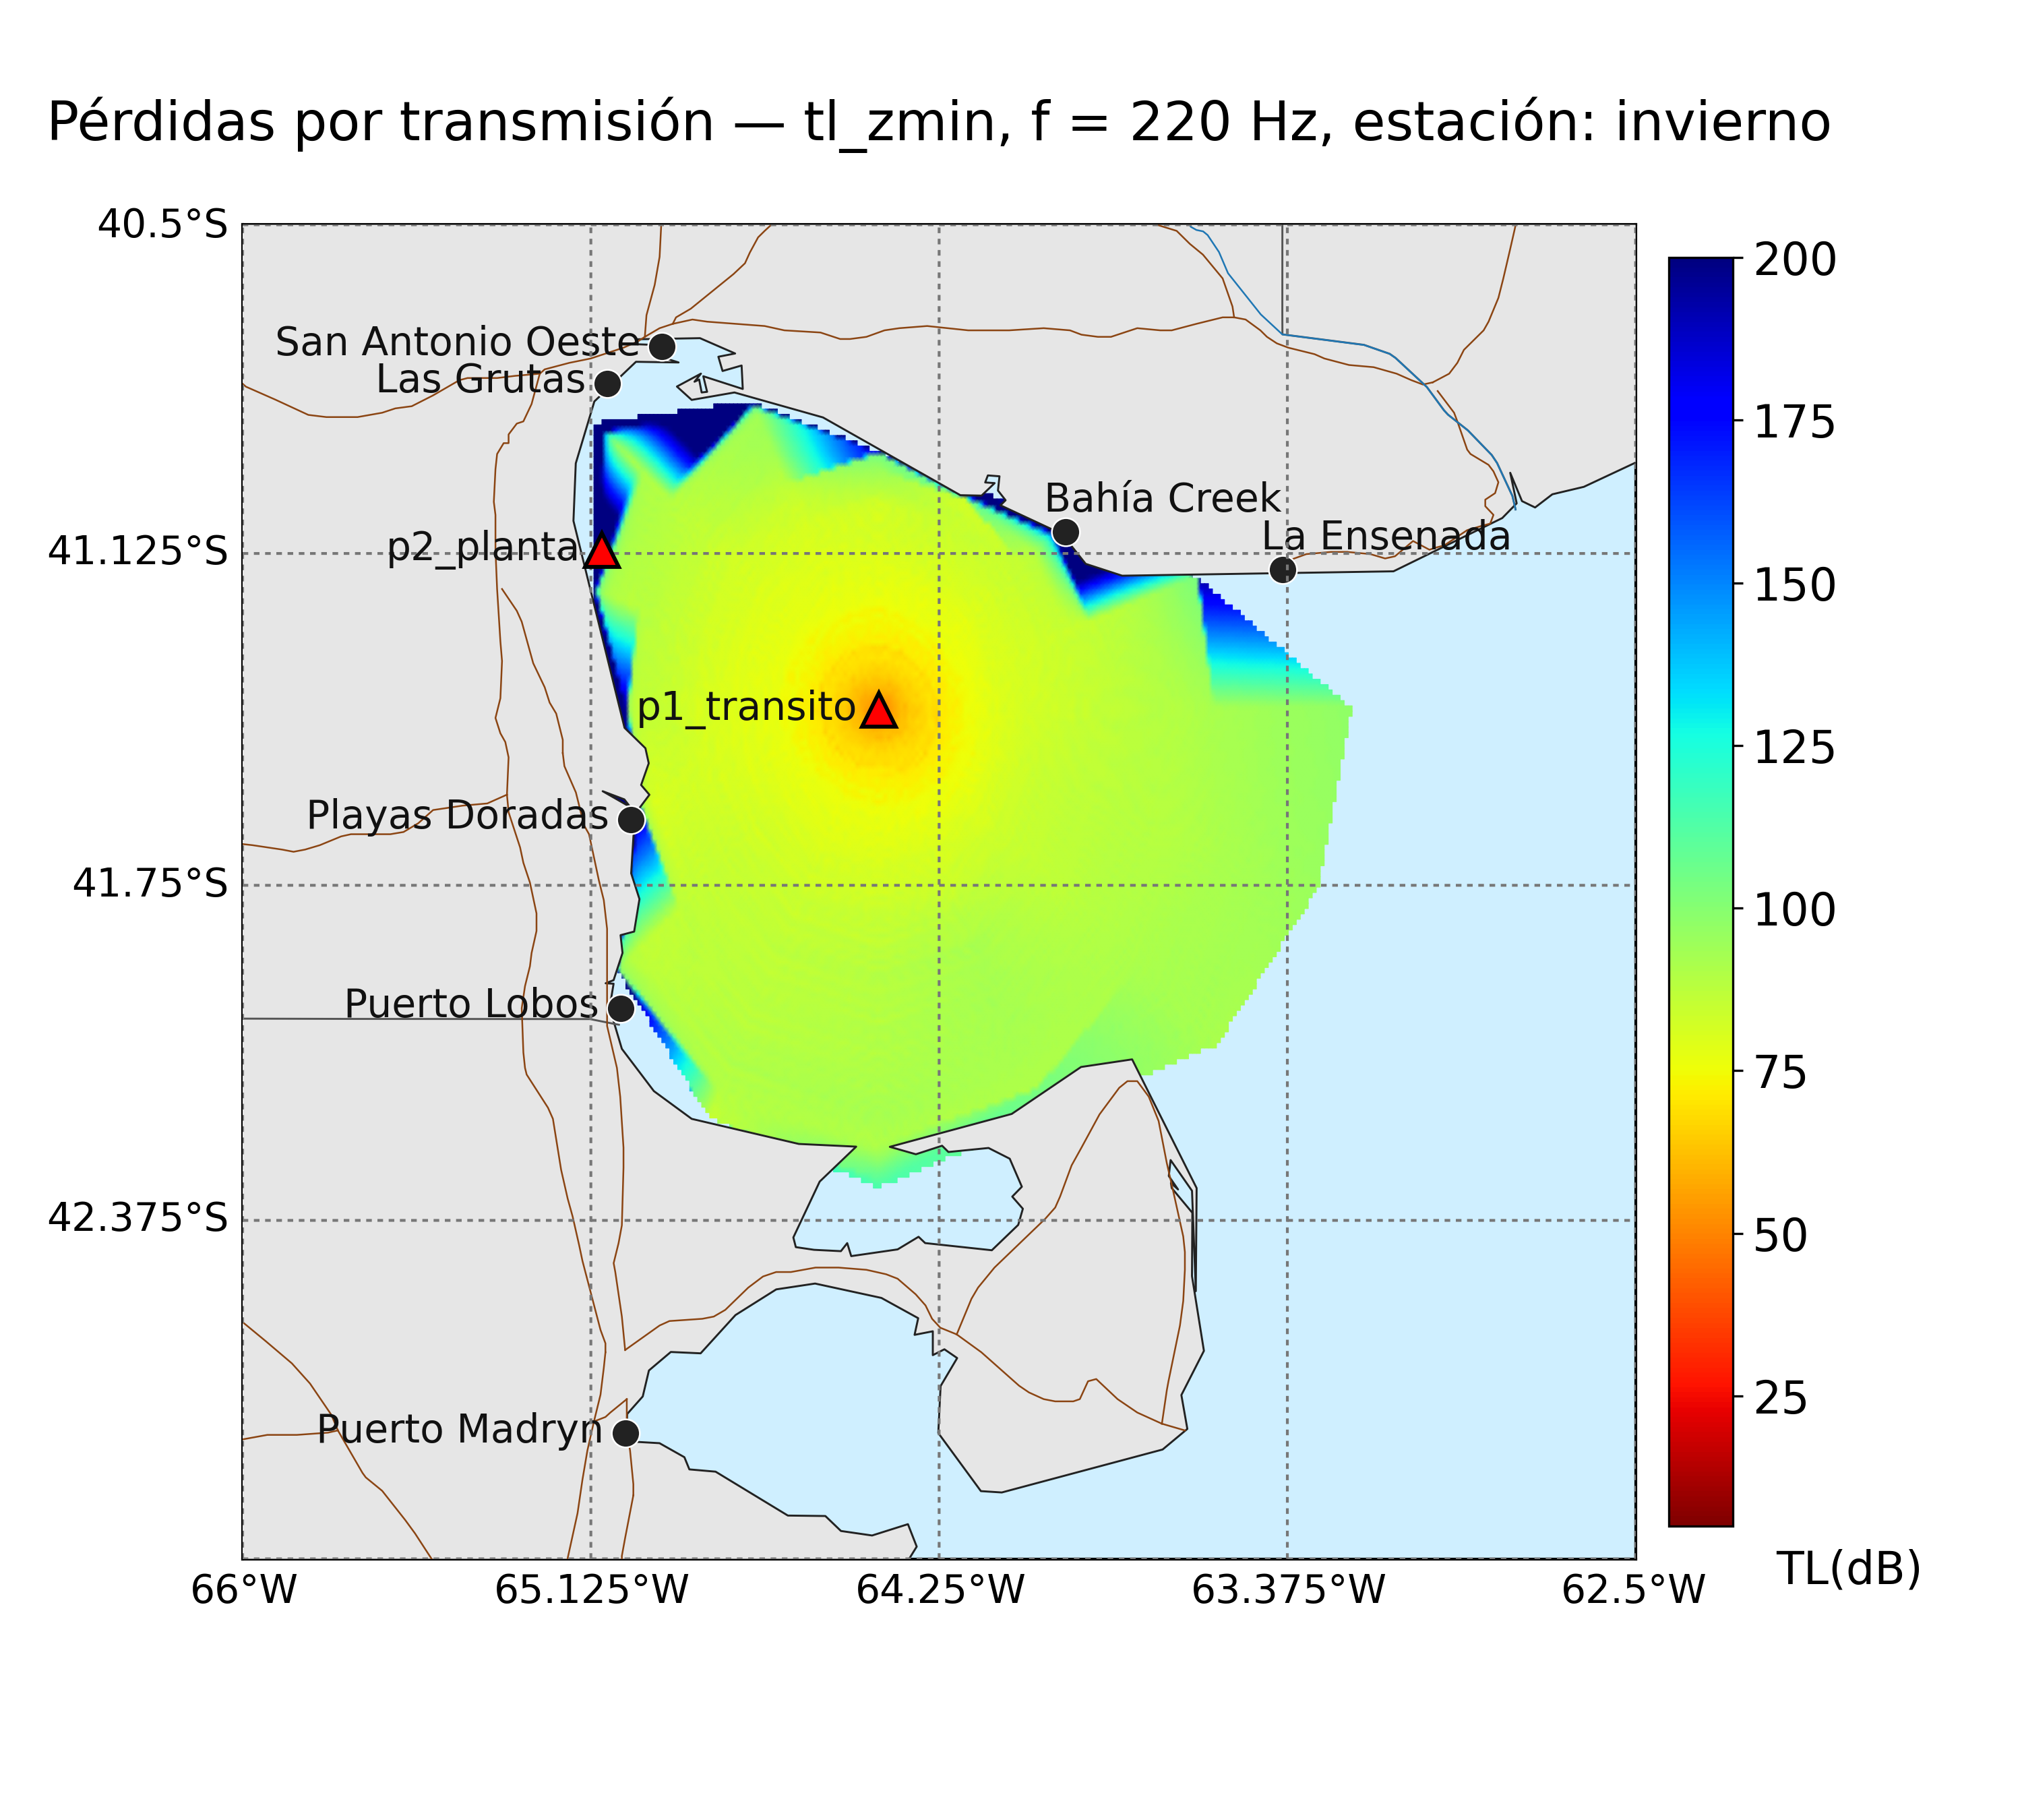 Pérdidas por transmisión — tl_zmin, f = 220 Hz, estación: invierno
40.5°S
41.125°S
41.75°S
42.375°S
San Antonio Oeste
Las Grutas
Bahía Creek
La Ensenada
p2_planta
p1_transito
Playas Doradas
Puerto Lobos
Puerto Madryn
66°W
65.125°W
64.25°W
63.375°W
62.5°W
200
175
150
125
100
75
50
25
TL(dB)